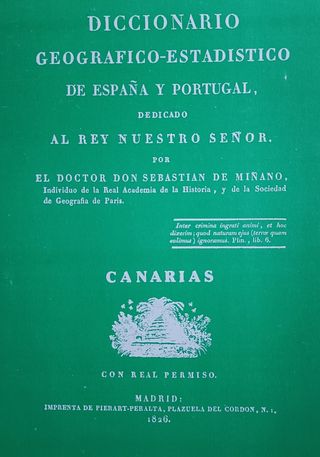 DICCIONARIO
GEOGRAFICO-ESTADISTICO
DE ESPAÑA Y PORTUGAL,
DEDICADO
AL REY NUESTRO SEÑOR.
POR
EL DOCTOR DON SEBASTIAN DE MIÑANO,
Individuo de la Real Academia de la Historia, y de la Sociedad
de Geografia de Paris.
Inter crimina ingrati animi, et hoc
duxerim; quod naturam ejus (terror quam
solimus) ignoramus. Plin., lib. 6.
CANARIAS
CON REAL PERMISO.
MADRID:
IMPRENTA DE PIERART-PERALTA, PLAZUELA DEL CORDON, N. 1.
1826.